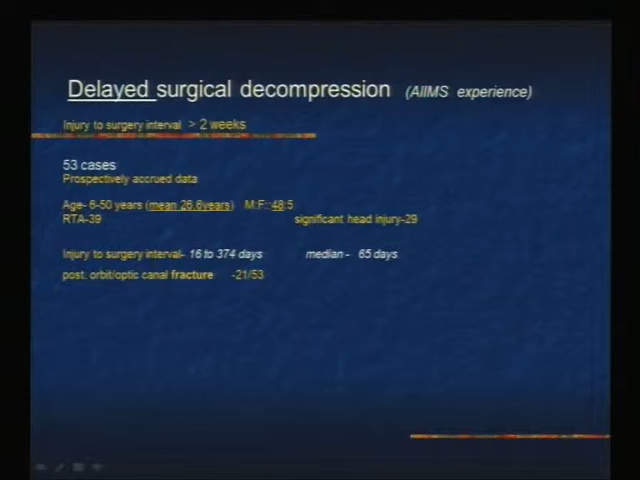 Delayed surgical decompression (AIIMS experience)
Injury to surgery interval > 2 weeks
53 cases
Prospectively accrued data
Age- 6-50 years (mean 26.6years) M:F::48:5
RTA-39 significant head injury-29
Injury to surgery interval- 16 to 374 days median - 65 days
post. orbit/optic canal fracture -21/53